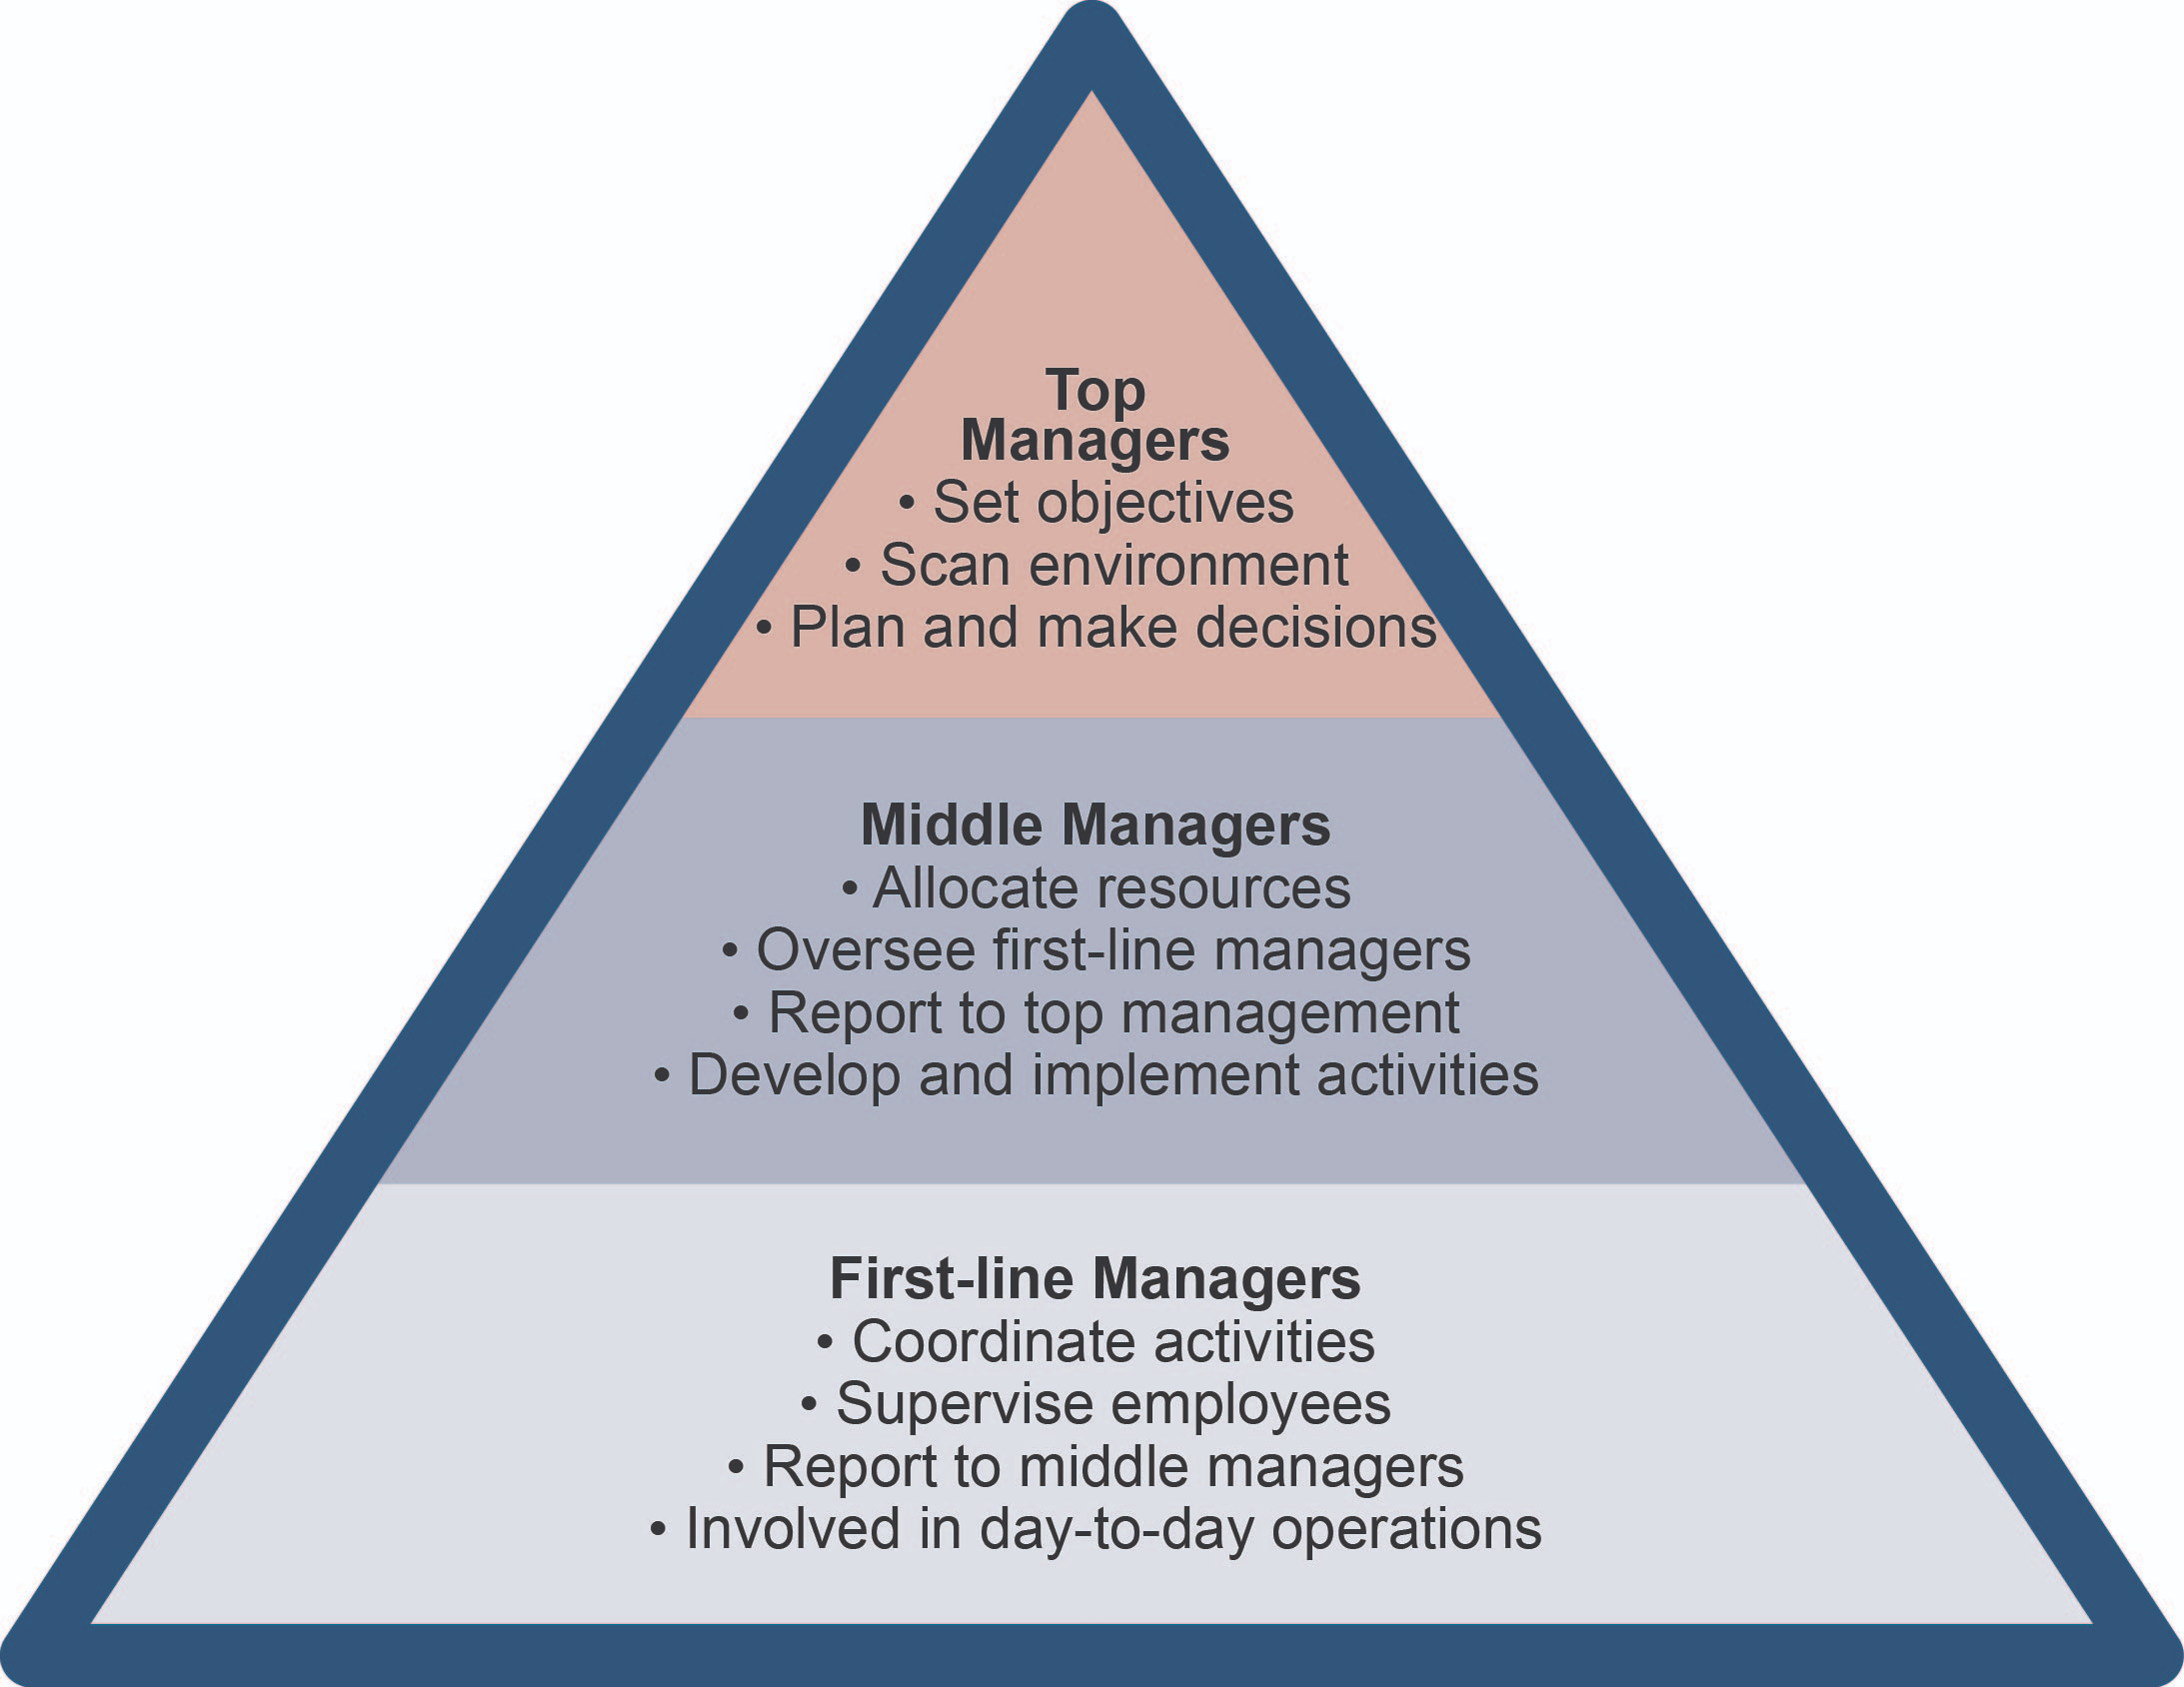 Top
Managers
• Set objectives
• Scan environment
• Plan and make decisions
Middle Managers
• Allocate resources
• Oversee first-line managers
• Report to top management
• Develop and implement activities
First-line Managers
• Coordinate activities
• Supervise employees
• Report to middle managers
• Involved in day-to-day operations